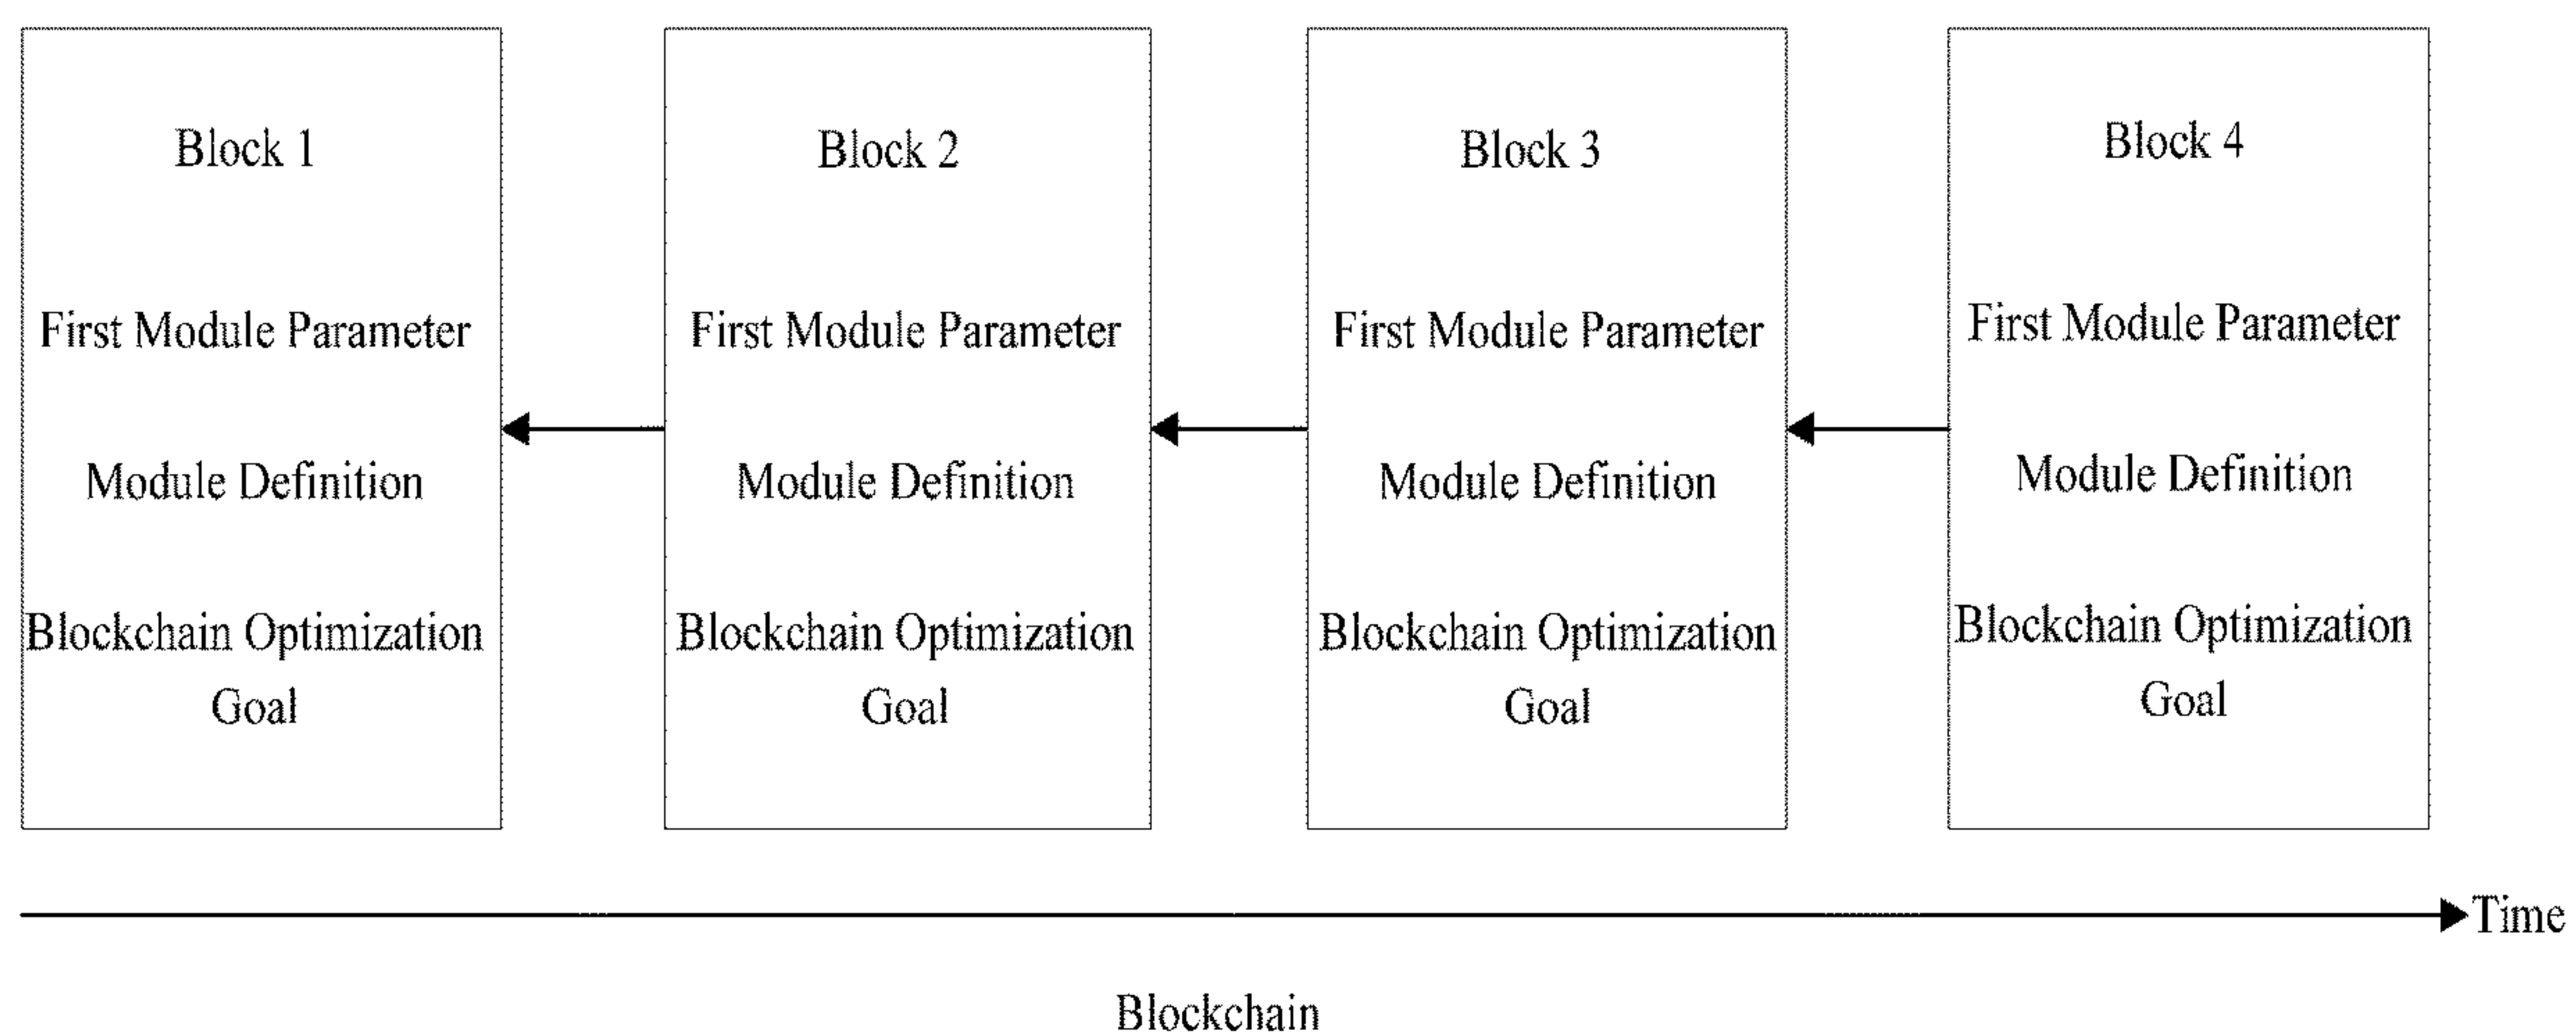 Block 1
First Module Parameter
Module Definition
Blockchain Optimization
Goal
Block 2
First Module Parameter
Module Definition
Blockchain Optimization
Goal
Block 3
First Module Parameter
Module Definition
Blockchain Optimization
Goal
Block 4
First Module Parameter
Module Definition
Blockchain Optimization
Goal
Time
Blockchain